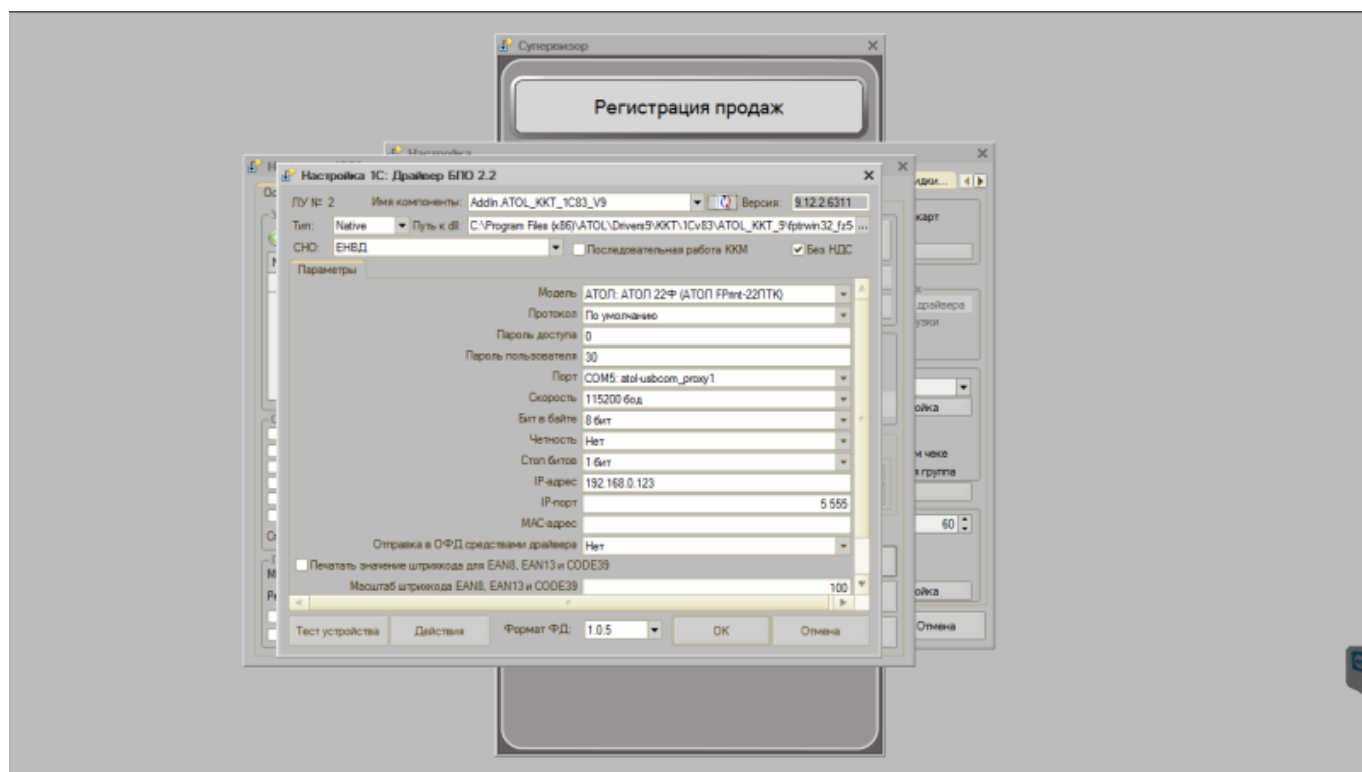 Супервизор
Регистрация продаж
Настройка
Настройка 1С: Драйвер БПО 2.2
ЛУ №: 2 Имя компоненты: AddIn.ATOL_KKT_1C83_V9 Версия: 9.12.2.6311
Тип: Native Путь к dll: C:\Program Files (x86)\ATOL\Drivers9\KKT\1Cv83\ATOL_KKT_9\fptrwin32_fz5 ...
СНО: ЕНВД Последовательная работа ККМ Без НДС
Параметры
Модель АТОЛ: АТОЛ 22Ф (АТОЛ FPrint-22ПТК)
Протокол По умолчанию
Пароль доступа 0
Пароль пользователя 30
Порт COM5: atol-usbcom_proxy1
Скорость 115200 бод
Бит в байте 8 бит
Четность Нет
Стоп битов 1 бит
IP-адрес 192.168.0.123
IP-порт 5 555
MAC-адрес
Отправка в ОФД средствами драйвера Нет
Печатать значение штрихкода для EAN8, EAN13 и CODE39
Масштаб штрихкода EAN8, EAN13 и CODE39 100
Тест устройства Действия Формат ФД: 1.0.5 ОК Отмена
карт
драйвера
м чеке
я группа
60
Отмена